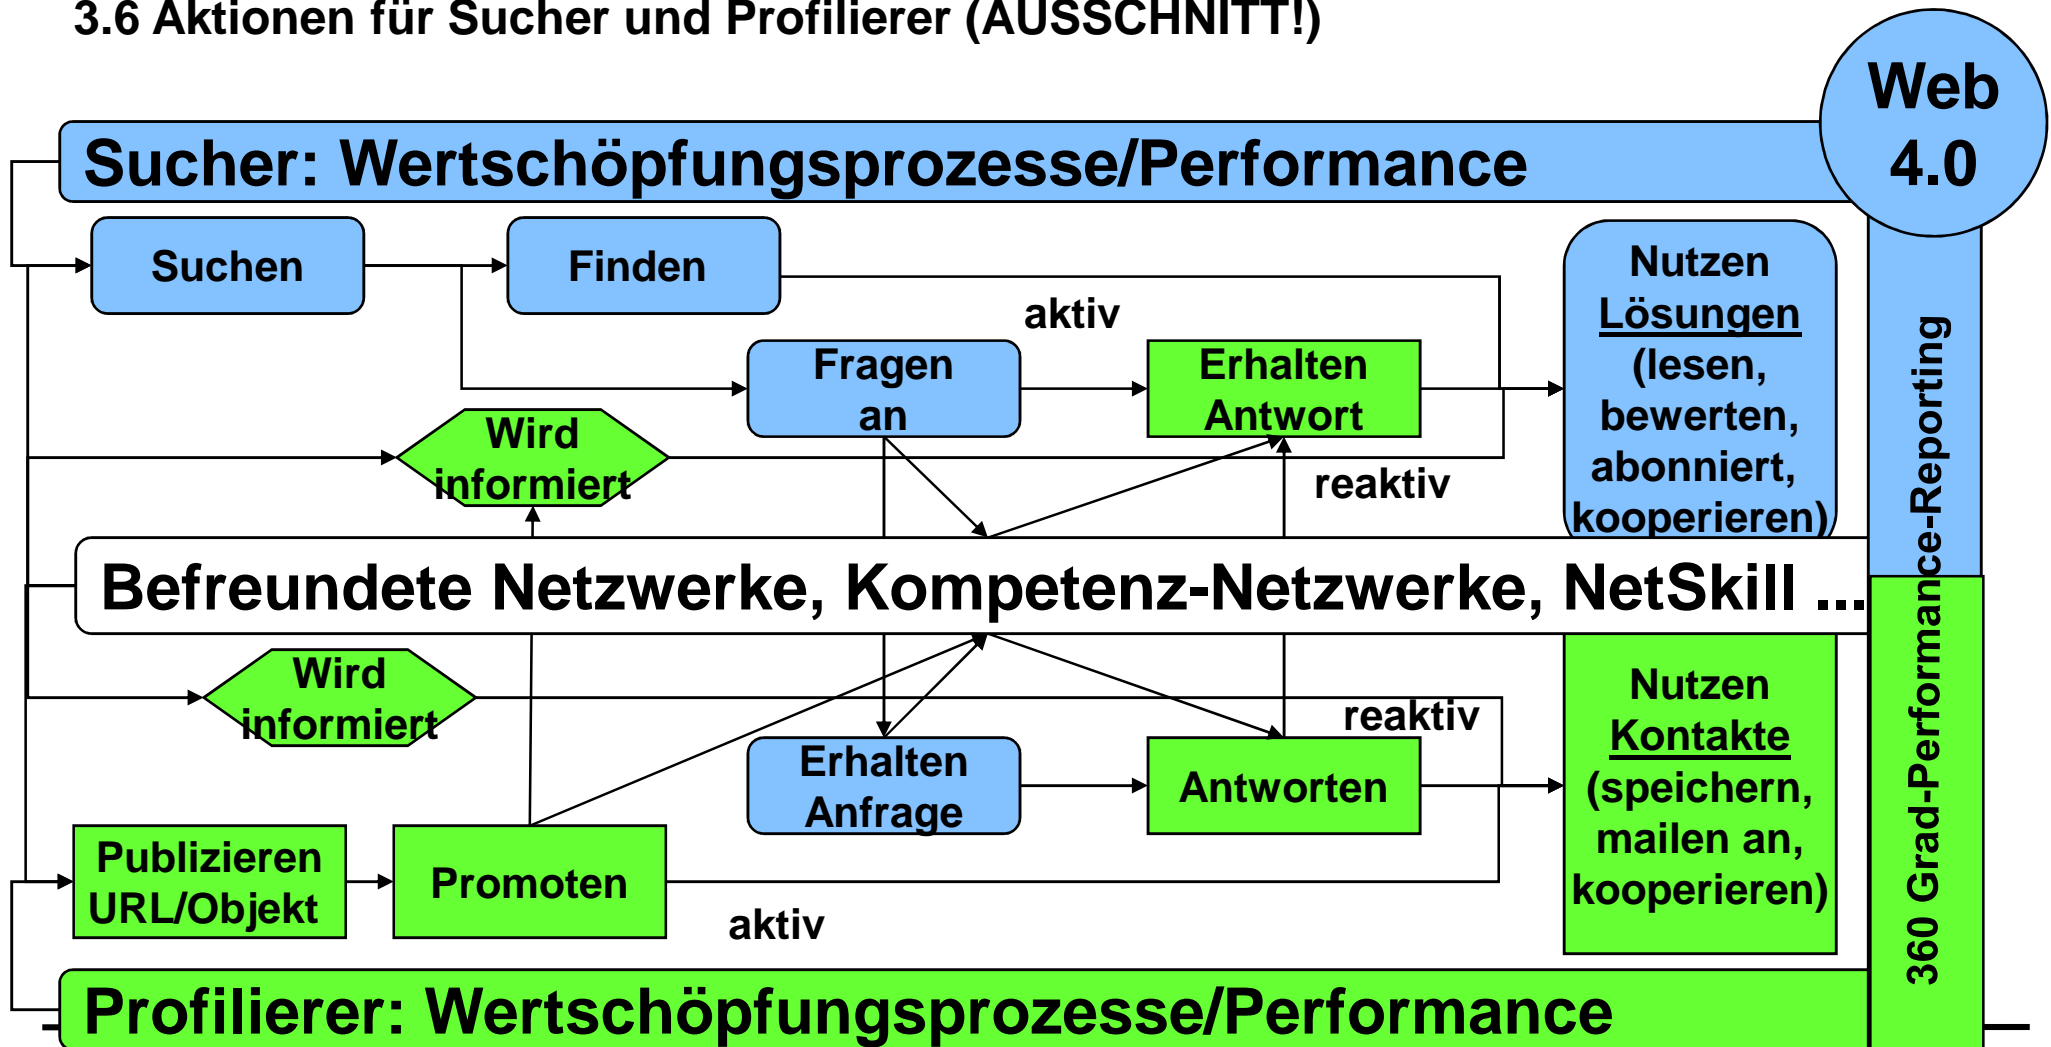 3.6 Aktionen für Sucher und Profilierer (AUSSCHNITT!)
Web
4.0
Sucher: Wertschöpfungsprozesse/Performance
Suchen
Finden
aktiv
Fragen
an
Erhalten
Antwort
Nutzen
Lösungen
(lesen,
bewerten,
abonniert,
kooperieren)
Wird
informiert
reaktiv
Befreundete Netzwerke, Kompetenz-Netzwerke, NetSkill ...
Wird
informiert
reaktiv
Erhalten
Anfrage
Antworten
Nutzen
Kontakte
(speichern,
mailen an,
kooperieren)
Publizieren
URL/Objekt
Promoten
aktiv
360 Grad-Performance-Reporting
Profilierer: Wertschöpfungsprozesse/Performance